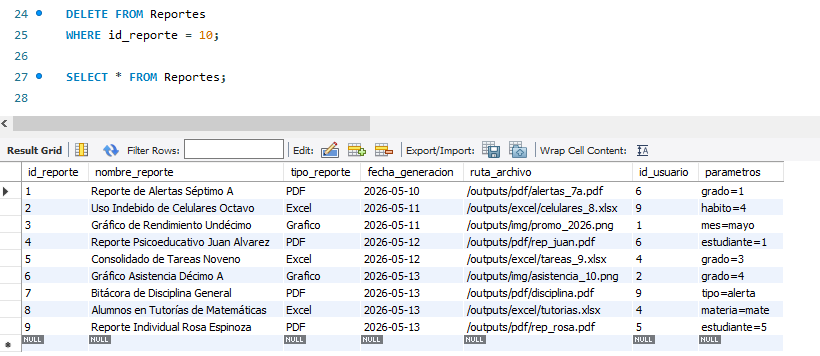 24 DELETE FROM Reportes
25 WHERE id_reporte = 10;
26
27 SELECT * FROM Reportes;
28
Result Grid Filter Rows: Edit: Export/Import: Wrap Cell Content:
id_reporte nombre_reporte tipo_reporte fecha_generacion ruta_archivo id_usuario parametros
1 Reporte de Alertas Séptimo A PDF 2026-05-10 /outputs/pdf/alertas_7a.pdf 6 grado=1
2 Uso Indebido de Celulares Octavo Excel 2026-05-11 /outputs/excel/celulares_8.xlsx 9 habito=4
3 Gráfico de Rendimiento Undécimo Grafico 2026-05-11 /outputs/img/promo_2026.png 1 mes=mayo
4 Reporte Psicoeducativo Juan Alvarez PDF 2026-05-12 /outputs/pdf/rep_juan.pdf 6 estudiante=1
5 Consolidado de Tareas Noveno Excel 2026-05-12 /outputs/excel/tareas_9.xlsx 4 grado=3
6 Gráfico Asistencia Décimo A Grafico 2026-05-13 /outputs/img/asistencia_10.png 2 grado=4
7 Bitácora de Disciplina General PDF 2026-05-13 /outputs/pdf/disciplina.pdf 9 tipo=alerta
8 Alumnos en Tutorías de Matemáticas Excel 2026-05-13 /outputs/excel/tutorias.xlsx 4 materia=mate
9 Reporte Individual Rosa Espinoza PDF 2026-05-13 /outputs/pdf/rep_rosa.pdf 5 estudiante=5
NULL NULL NULL NULL NULL NULL NULL